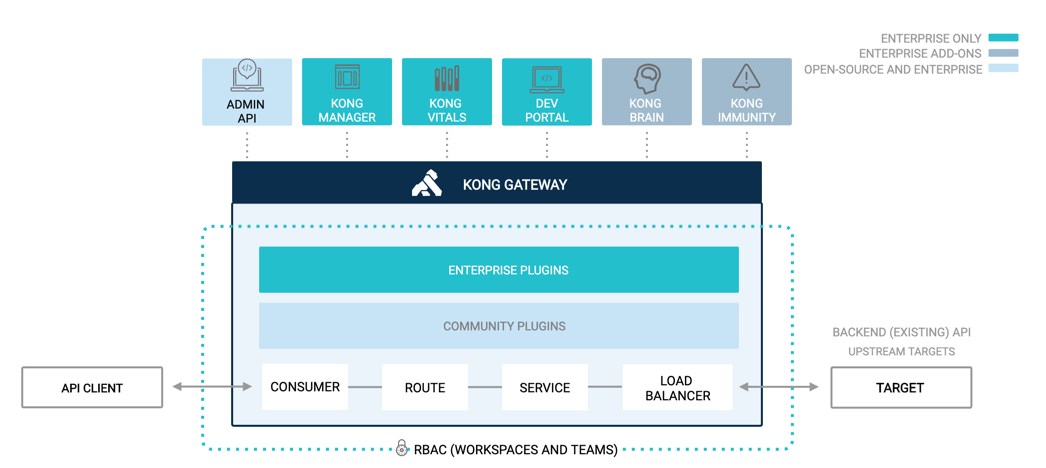 ENTERPRISE ONLY
ENTERPRISE ADD-ONS
OPEN-SOURCE AND ENTERPRISE
ADMIN
API
KONG
MANAGER
KONG
VITALS
DEV
PORTAL
KONG
BRAIN
KONG
IMMUNITY
KONG GATEWAY
ENTERPRISE PLUGINS
COMMUNITY PLUGINS
BACKEND (EXISTING) API
UPSTREAM TARGETS
API CLIENT
CONSUMER
ROUTE
SERVICE
LOAD
BALANCER
TARGET
RBAC (WORKSPACES AND TEAMS)